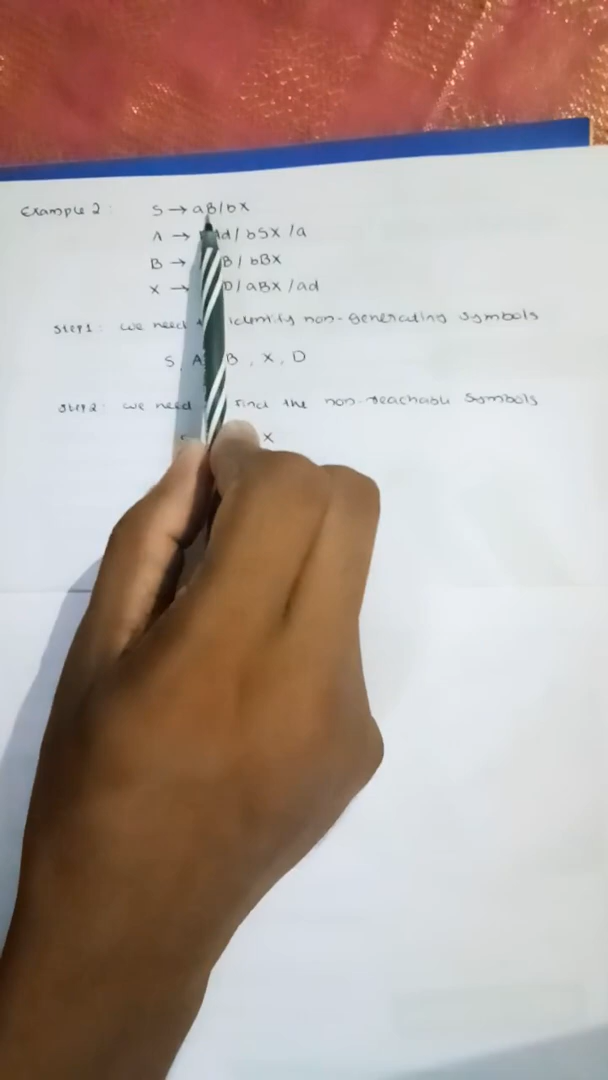 Example 2: S → aB/bX
A → d/bSX/a
B → B/bBX
X → D/aBX/ad
Step1: we need identify non-generating symbols
S, A B, X, D
Step2: we need find the non-reachable symbols
X